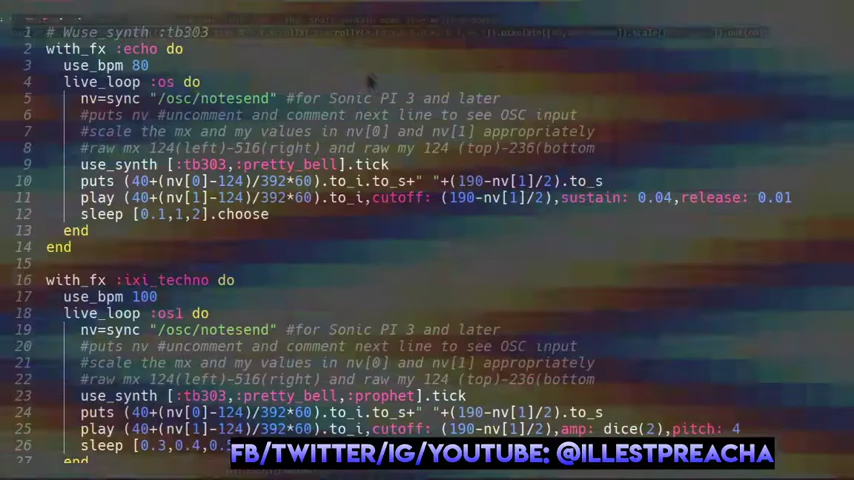 1 # Wuse_synth :tb303
2 with_fx :echo do
3 use_bpm 80
4 live_loop :os do
5 nv=sync "/osc/notesend" #for Sonic PI 3 and later
6 #puts nv #uncomment and comment next line to see OSC input
7 #scale the mx and my values in nv[0] and nv[1] appropriately
8 #raw mx 124(left)-516(right) and raw my 124 (top)-236(bottom
9 use_synth [:tb303,:pretty_bell].tick
10 puts (40+(nv[0]-124)/392*60).to_i.to_s+" "+(190-nv[1]/2).to_s
11 play (40+(nv[1]-124)/392*60).to_i,cutoff: (190-nv[1]/2),sustain: 0.04,release: 0.01
12 sleep [0.1,1,2].choose
13 end
14 end
15
16 with_fx :ixi_techno do
17 use_bpm 100
18 live_loop :os1 do
19 nv=sync "/osc/notesend" #for Sonic PI 3 and later
20 #puts nv #uncomment and comment next line to see OSC input
21 #scale the mx and my values in nv[0] and nv[1] appropriately
22 #raw mx 124(left)-516(right) and raw my 124 (top)-236(bottom
23 use_synth [:tb303,:pretty_bell,:prophet].tick
24 puts (40+(nv[0]-124)/392*60).to_i.to_s+" "+(190-nv[1]/2).to_s
25 play (40+(nv[1]-124)/392*60).to_i,cutoff: (190-nv[1]/2),amp: dice(2),pitch: 4
26 sleep [0.3,0.4,0.5
27 end
FB/TWITTER/IG/YOUTUBE: @ILLESTPREACHA